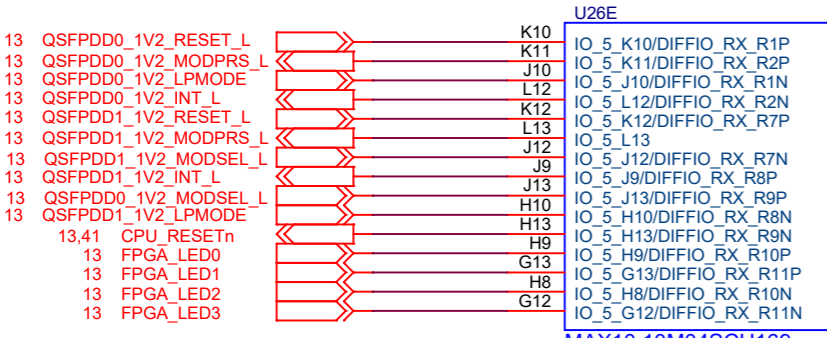 U26E
13 QSFPDD0_1V2_RESET_L K10 IO_5_K10/DIFFIO_RX_R1P
13 QSFPDD0_1V2_MODPRS_L K11 IO_5_K11/DIFFIO_RX_R2P
13 QSFPDD0_1V2_LPMODE J10 IO_5_J10/DIFFIO_RX_R1N
13 QSFPDD0_1V2_INT_L L12 IO_5_L12/DIFFIO_RX_R2N
13 QSFPDD1_1V2_RESET_L K12 IO_5_K12/DIFFIO_RX_R7P
13 QSFPDD1_1V2_MODPRS_L L13 IO_5_L13
13 QSFPDD1_1V2_MODSEL_L J12 IO_5_J12/DIFFIO_RX_R7N
13 QSFPDD1_1V2_INT_L J9 IO_5_J9/DIFFIO_RX_R8P
13 QSFPDD0_1V2_MODSEL_L J13 IO_5_J13/DIFFIO_RX_R9P
13 QSFPDD1_1V2_LPMODE H10 IO_5_H10/DIFFIO_RX_R8N
13,41 CPU_RESETn H13 IO_5_H13/DIFFIO_RX_R9N
13 FPGA_LED0 H9 IO_5_H9/DIFFIO_RX_R10P
13 FPGA_LED1 G13 IO_5_G13/DIFFIO_RX_R11P
13 FPGA_LED2 H8 IO_5_H8/DIFFIO_RX_R10N
13 FPGA_LED3 G12 IO_5_G12/DIFFIO_RX_R11N